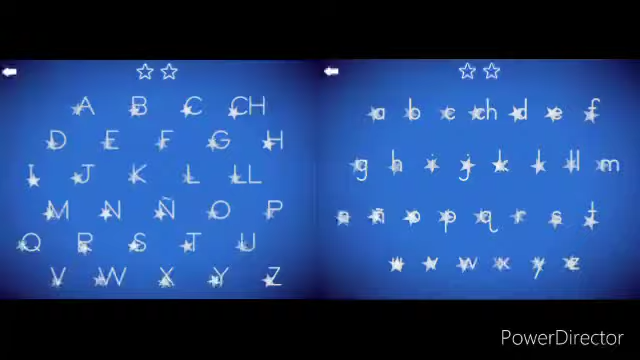 A B C CH
D E F G H
I J K L LL
M N Ñ O P
Q R S T U
V W X Y Z
a b c ch d e f
g h i j k l ll m
n ñ o p q r s t
u v w x y z
PowerDirector